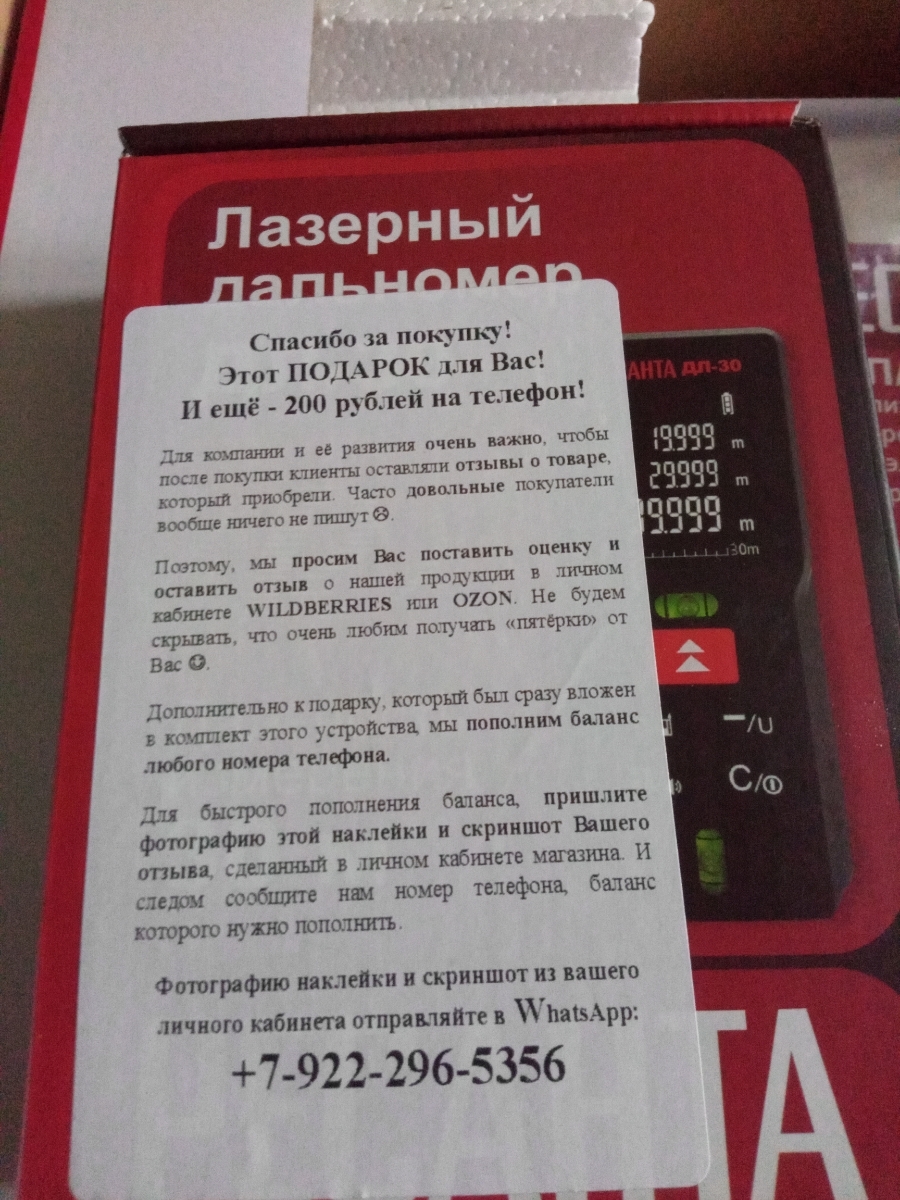 Лазерный
дальномер
Спасибо за покупку!
Этот ПОДАРОК для Вас!
И ещё - 200 рублей на телефон!
Для компании и её развития очень важно, чтобы
после покупки клиенты оставляли отзывы о товаре,
который приобрели. Часто довольные покупатели
вообще ничего не пишут ☹.
Поэтому, мы просим Вас поставить оценку и
оставить отзыв о нашей продукции в личном
кабинете WILDBERRIES или OZON. Не будем
скрывать, что очень любим получать «пятёрки» от
Вас ☺.
Дополнительно к подарку, который был сразу вложен
в комплект этого устройства, мы пополним баланс
любого номера телефона.
Для быстрого пополнения баланса, пришлите
фотографию этой наклейки и скриншот Вашего
отзыва, сделанный в личном кабинете магазина. И
следом сообщите нам номер телефона, баланс
которого нужно пополнить.
Фотографию наклейки и скриншот из вашего
личного кабинета отправляйте в WhatsApp:
+7-922-296-5356
АНТА ДЛ-30
19.999 m
29.999 m
39.999 m
30m
–/U
C/
АНТА